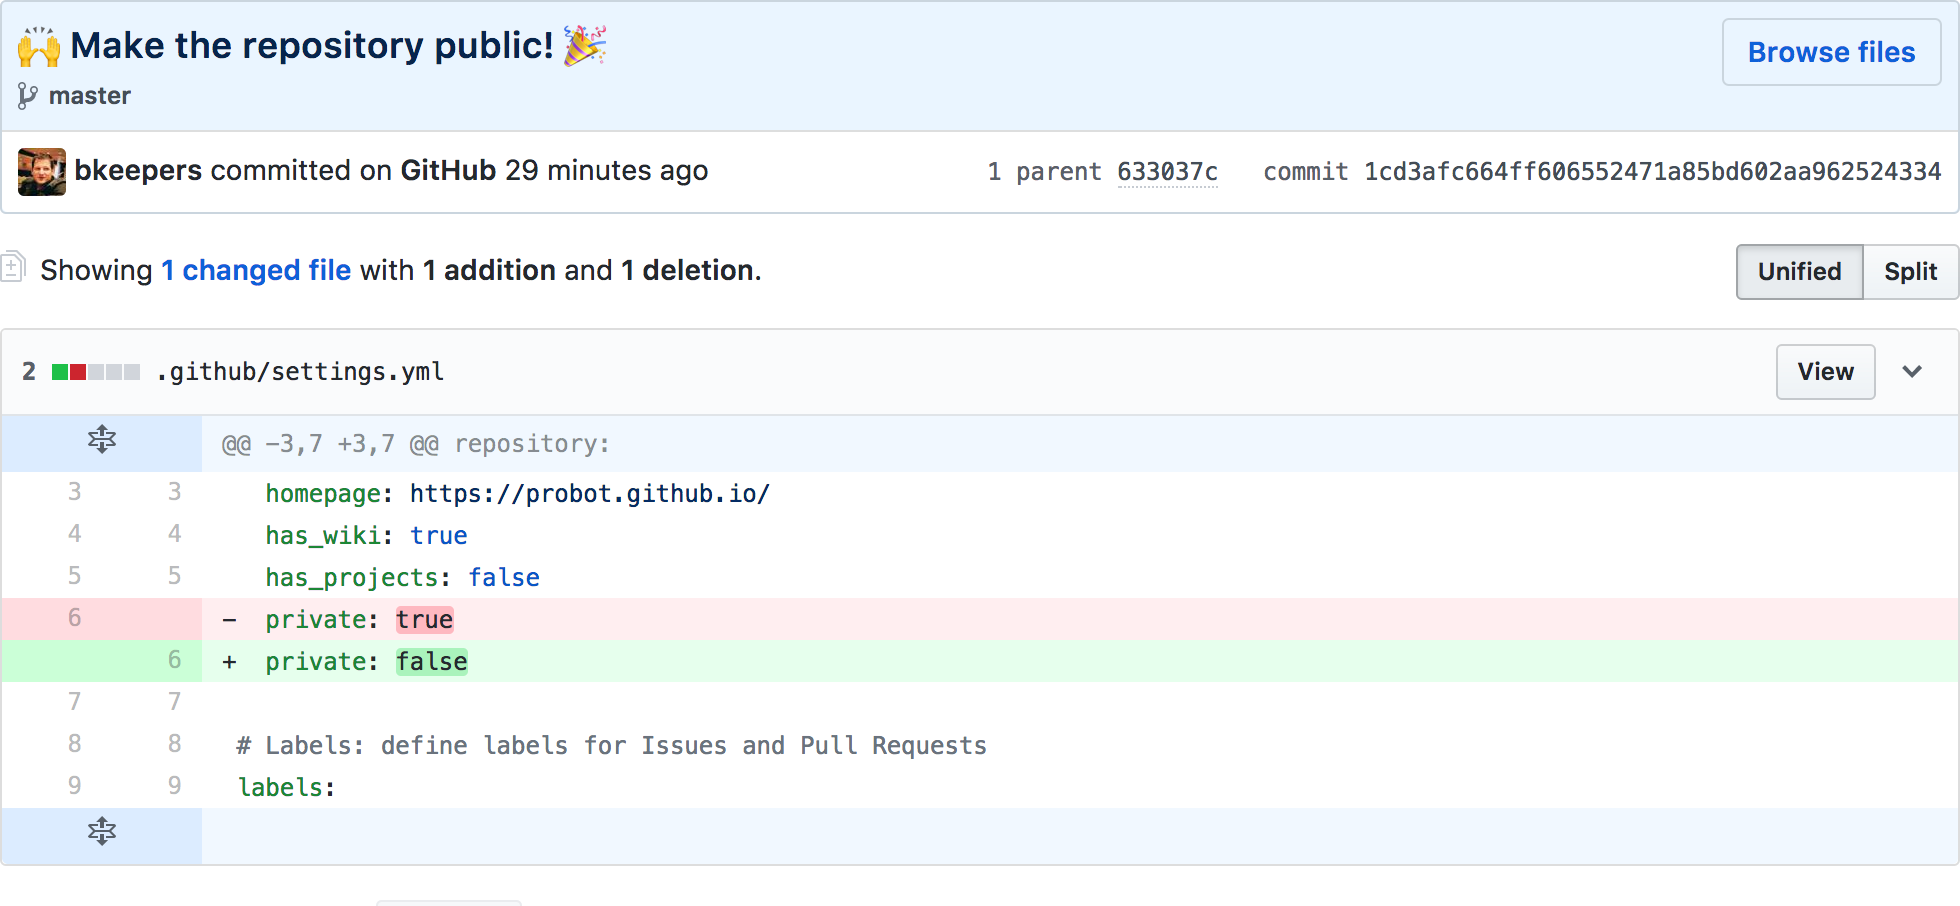 🙌 Make the repository public! 🎉
Browse files
master
bkeepers committed on GitHub 29 minutes ago
1 parent 633037c commit 1cd3afc664ff606552471a85bd602aa962524334
Showing 1 changed file with 1 addition and 1 deletion.
Unified Split
2 .github/settings.yml
View
@@ -3,7 +3,7 @@ repository:
3 3 homepage: https://probot.github.io/
4 4 has_wiki: true
5 5 has_projects: false
6 - private: true
6 + private: false
7 7
8 8 # Labels: define labels for Issues and Pull Requests
9 9 labels: